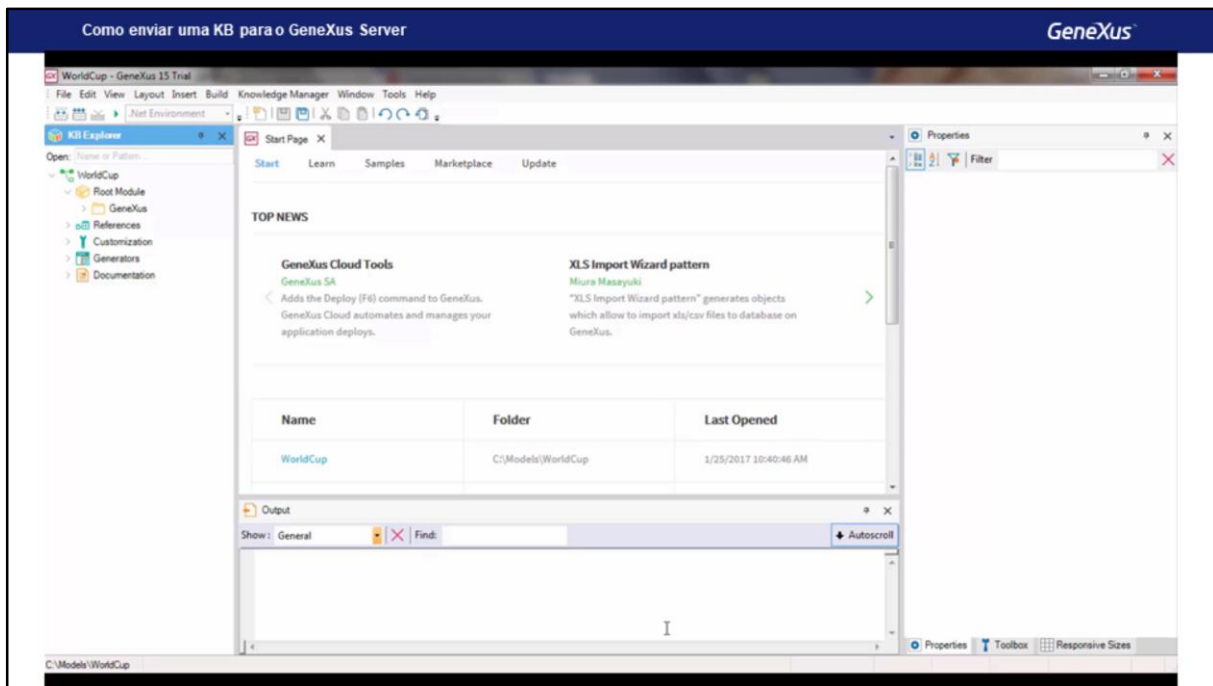 Como enviar uma KB para o GeneXus Server
GeneXus
WorldCup - GeneXus 15 Trial
File Edit View Layout Insert Build Knowledge Manager Window Tools Help
.Net Environment
KB Explorer
Open: Name or Pattern...
WorldCup
Root Module
GeneXus
References
Customization
Generators
Documentation
Start Page
Start Learn Samples Marketplace Update
TOP NEWS
GeneXus Cloud Tools
GeneXus SA
Adds the Deploy (F6) command to GeneXus.
GeneXus Cloud automates and manages your
application deploys.
XLS Import Wizard pattern
Miura Masayuki
"XLS Import Wizard pattern" generates objects
which allow to import xls/csv files to database on
GeneXus.
Name Folder Last Opened
WorldCup C:\Models\WorldCup 1/25/2017 10:40:46 AM
Output
Show: General Find: Autoscroll
Properties
Filter
Properties Toolbox Responsive Sizes
C:\Models\WorldCup